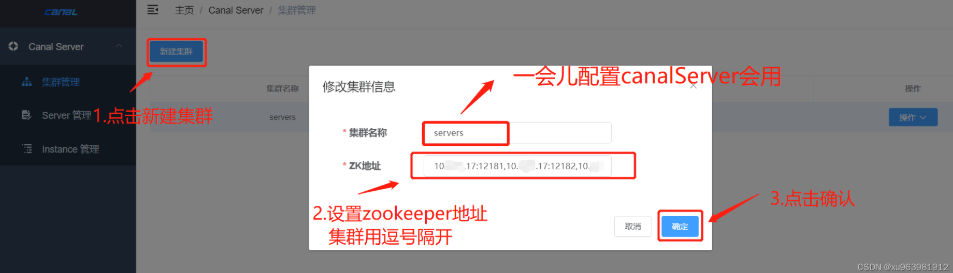 canal
主页 / Canal Server / 集群管理
Canal Server
新建集群
集群管理
1.点击新建集群
Server 管理
Instance 管理
集群名称
操作
servers
操作
修改集群信息
一会儿配置canalServer会用
* 集群名称
servers
* ZK地址
10. .17:12181,10. .17:12182,10.
2.设置zookeeper地址
集群用逗号隔开
3.点击确认
取消
确定
CSDN @xu963981912